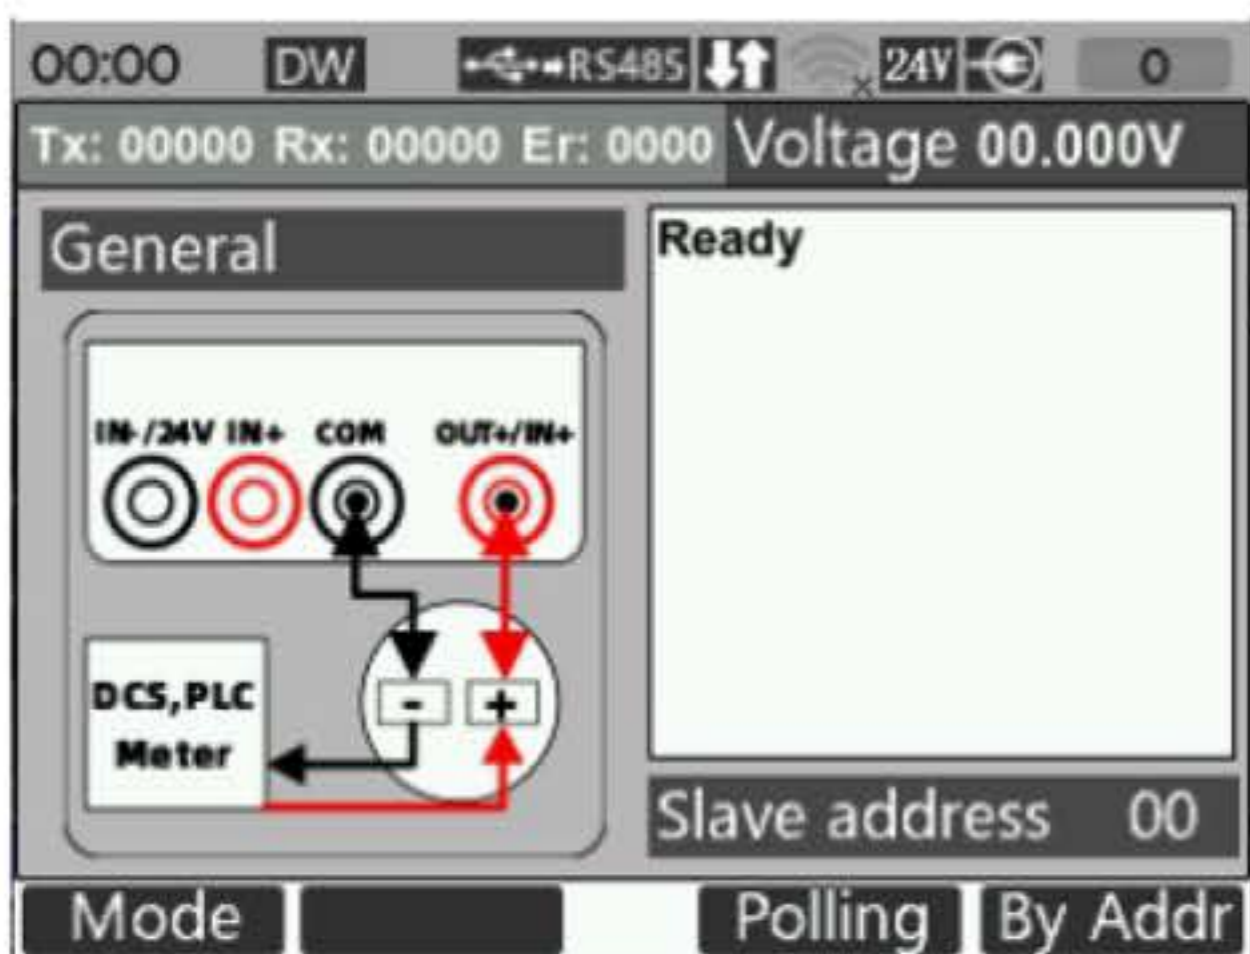 00:00 DW RS485 24V 0
Tx: 00000 Rx: 00000 Er: 0000 Voltage 00.000V
General
Ready
IN-/24V IN+ COM OUT+/IN+
DCS,PLC
Meter
- +
Slave address 00
Mode Polling By Addr